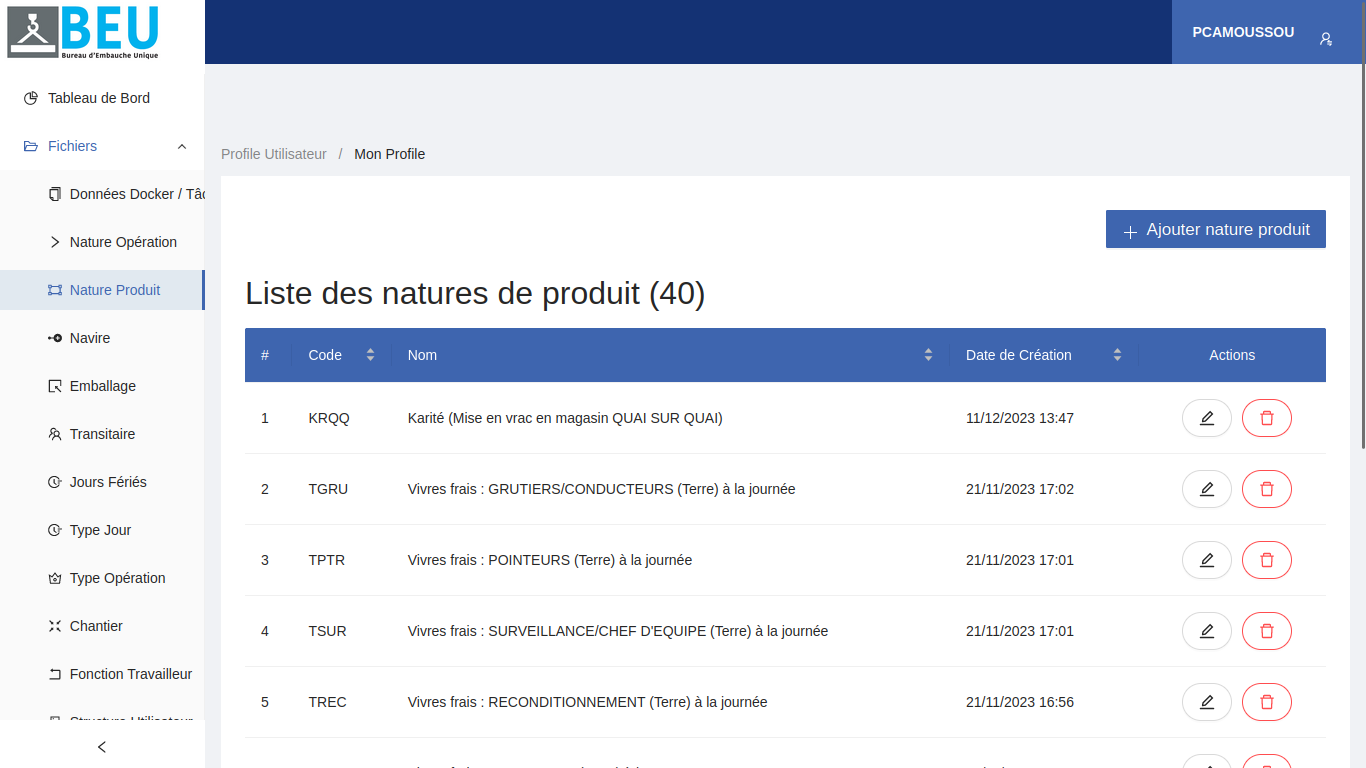 BEU
Bureau d'Embauche Unique
PCAMOUSSOU
Tableau de Bord
Fichiers
Données Docker / Tâc
Nature Opération
Nature Produit
Navire
Emballage
Transitaire
Jours Fériés
Type Jour
Type Opération
Chantier
Fonction Travailleur
Structure Utilisateur
Profile Utilisateur / Mon Profile
Ajouter nature produit
Liste des natures de produit (40)
# Code Nom Date de Création Actions
1 KRQQ Karité (Mise en vrac en magasin QUAI SUR QUAI) 11/12/2023 13:47
2 TGRU Vivres frais : GRUTIERS/CONDUCTEURS (Terre) à la journée 21/11/2023 17:02
3 TPTR Vivres frais : POINTEURS (Terre) à la journée 21/11/2023 17:01
4 TSUR Vivres frais : SURVEILLANCE/CHEF D'EQUIPE (Terre) à la journée 21/11/2023 17:01
5 TREC Vivres frais : RECONDITIONNEMENT (Terre) à la journée 21/11/2023 16:56